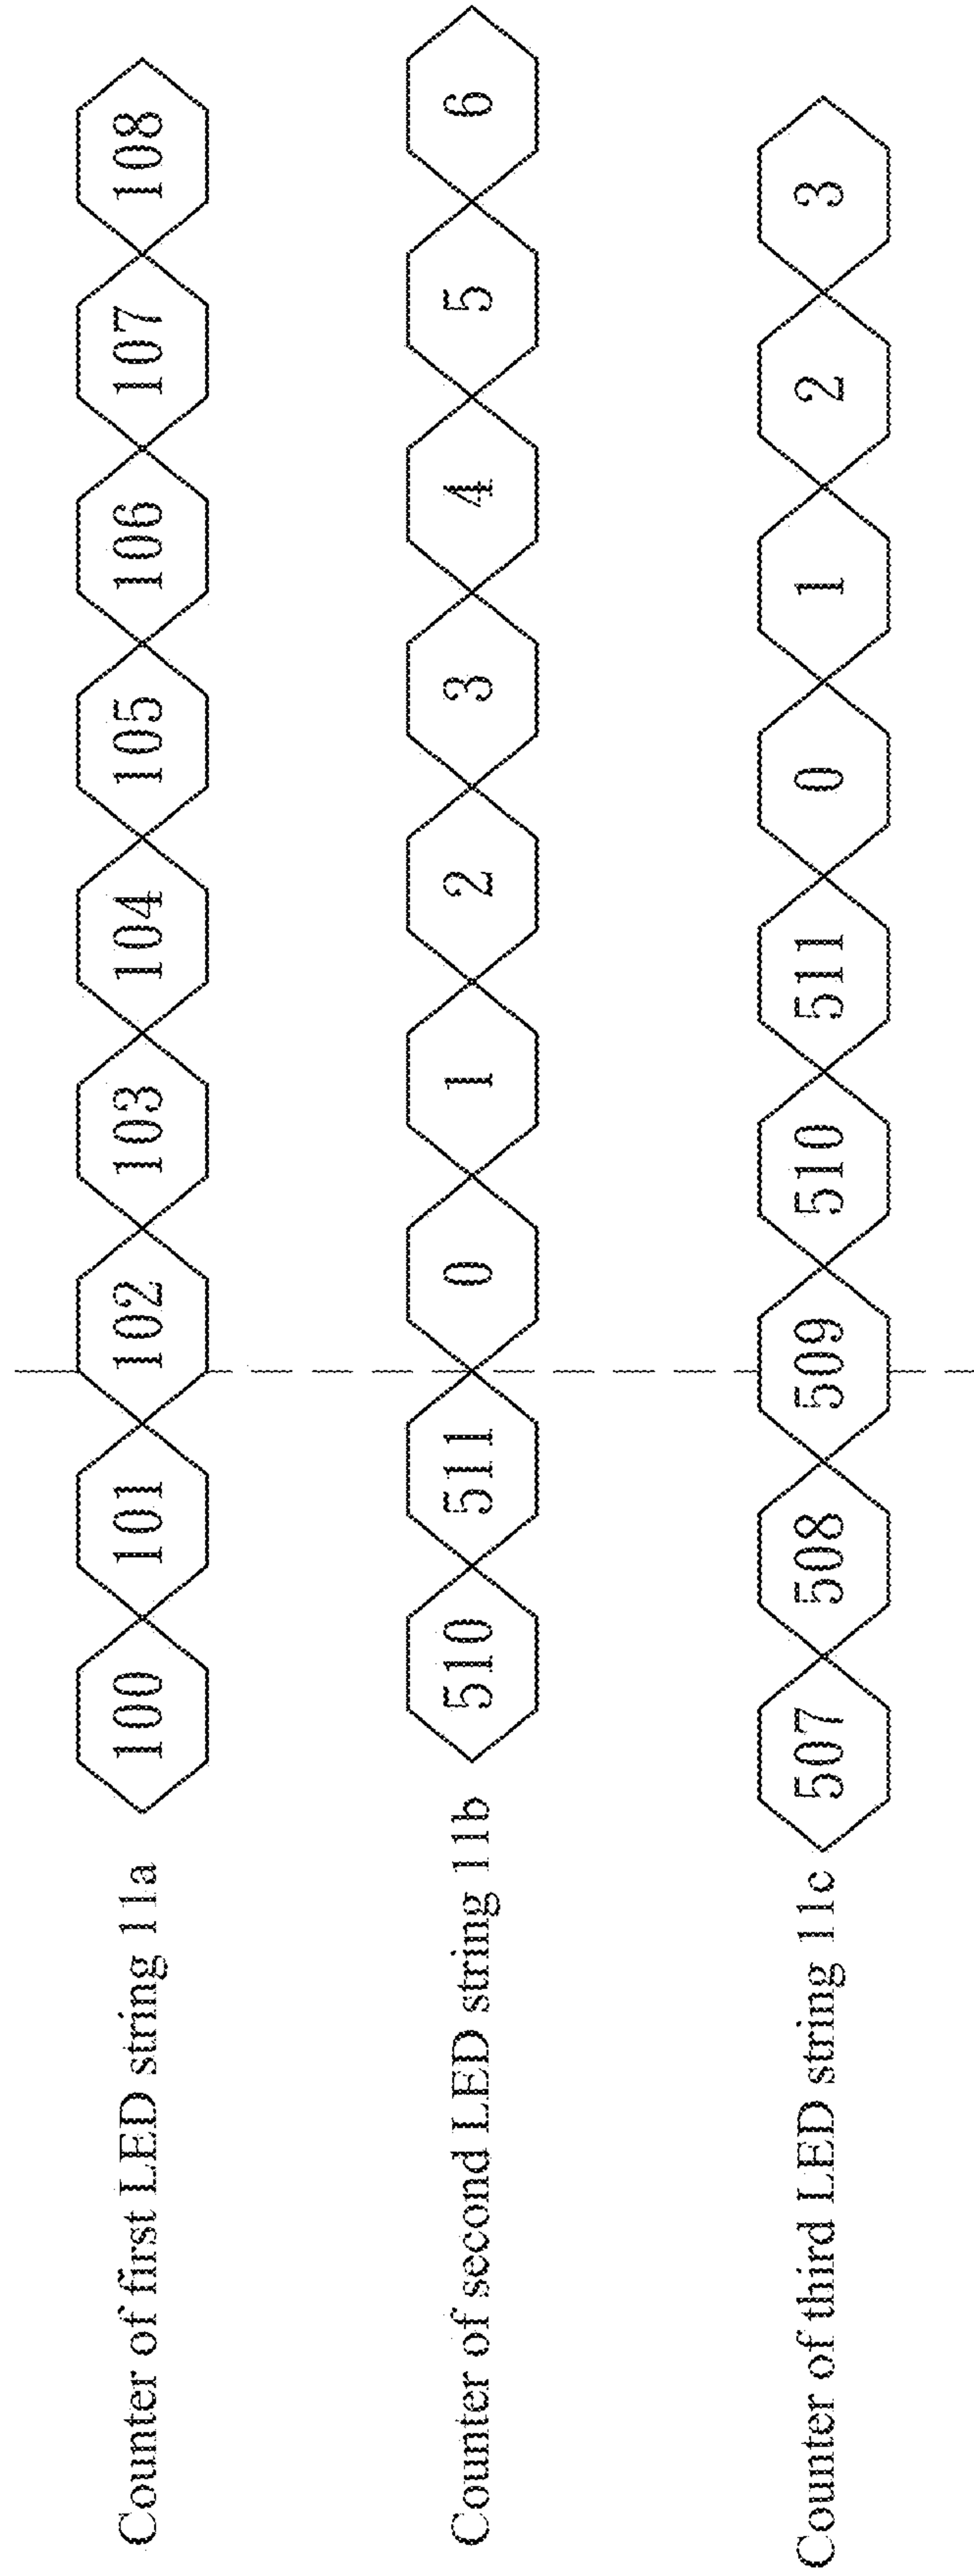 Counter of first LED string 11a 100 101 102 103 104 105 106 107 108
Counter of second LED string 11b 510 511 0 1 2 3 4 5 6
Counter of third LED string 11c 507 508 509 510 511 0 1 2 3